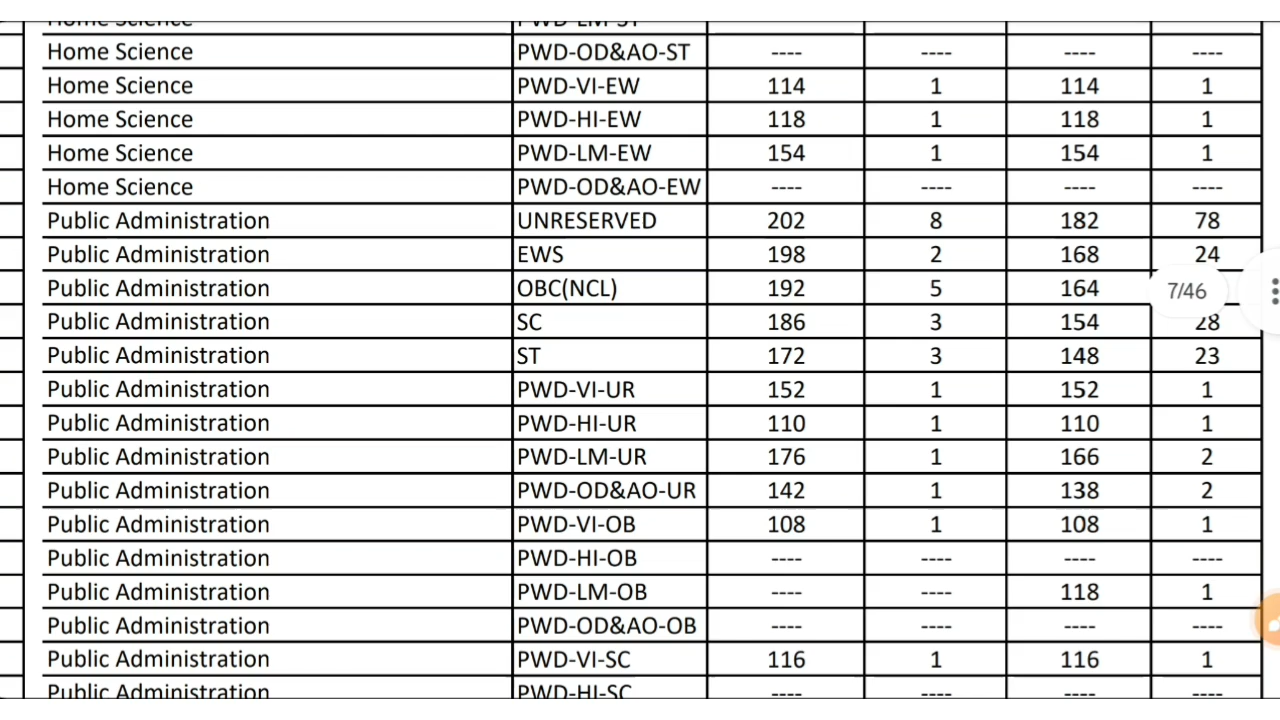 Home Science PWD-LM-ST
Home Science PWD-OD&AO-ST ---- ---- ---- ----
Home Science PWD-VI-EW 114 1 114 1
Home Science PWD-HI-EW 118 1 118 1
Home Science PWD-LM-EW 154 1 154 1
Home Science PWD-OD&AO-EW ---- ---- ---- ----
Public Administration UNRESERVED 202 8 182 78
Public Administration EWS 198 2 168 24
Public Administration OBC(NCL) 192 5 164 7/46
Public Administration SC 186 3 154 28
Public Administration ST 172 3 148 23
Public Administration PWD-VI-UR 152 1 152 1
Public Administration PWD-HI-UR 110 1 110 1
Public Administration PWD-LM-UR 176 1 166 2
Public Administration PWD-OD&AO-UR 142 1 138 2
Public Administration PWD-VI-OB 108 1 108 1
Public Administration PWD-HI-OB ---- ---- ---- ----
Public Administration PWD-LM-OB ---- ---- 118 1
Public Administration PWD-OD&AO-OB ---- ---- ---- ----
Public Administration PWD-VI-SC 116 1 116 1
Public Administration PWD-HI-SC ---- ---- ---- ----